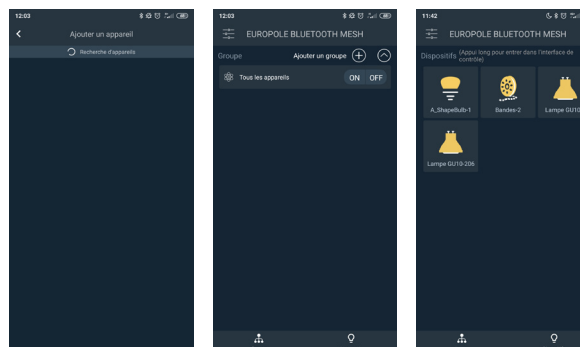 12:03
Ajouter un appareil
Recherche d'appareils
12:03
EUROPOLE BLUETOOTH MESH
Groupe Ajouter un groupe
Tous les appareils ON OFF
11:42
EUROPOLE BLUETOOTH MESH
Dispositifs (Appui long pour entrer dans l'interface de
contrôle)
A_ShapeBulb-1 Bandes-2 Lampe GU10
Lampe GU10-206